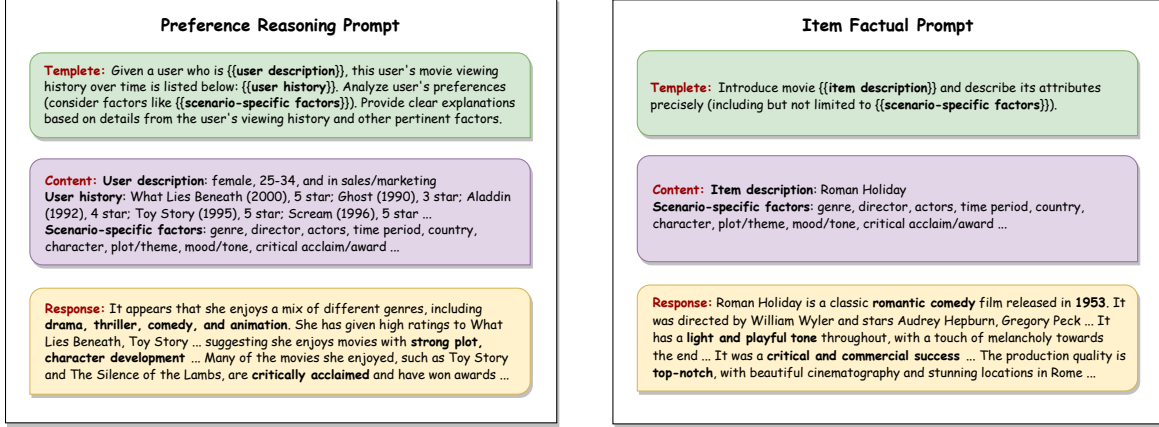 Preference Reasoning Prompt
Templete: Given a user who is {{user description}}, this user's movie viewing
history over time is listed below: {{user history}}. Analyze user's preferences
(consider factors like {{scenario-specific factors}}). Provide clear explanations
based on details from the user's viewing history and other pertinent factors.
Content: User description: female, 25-34, and in sales/marketing
User history: What Lies Beneath (2000), 5 star; Ghost (1990), 3 star; Aladdin
(1992), 4 star; Toy Story (1995), 5 star; Scream (1996), 5 star ...
Scenario-specific factors: genre, director, actors, time period, country,
character, plot/theme, mood/tone, critical acclaim/award ...
Response: It appears that she enjoys a mix of different genres, including
drama, thriller, comedy, and animation. She has given high ratings to What
Lies Beneath, Toy Story ... suggesting she enjoys movies with strong plot,
character development ... Many of the movies she enjoyed, such as Toy Story
and The Silence of the Lambs, are critically acclaimed and have won awards ...
Item Factual Prompt
Templete: Introduce movie {{item description}} and describe its attributes
precisely (including but not limited to {{scenario-specific factors}}).
Content: Item description: Roman Holiday
Scenario-specific factors: genre, director, actors, time period, country,
character, plot/theme, mood/tone, critical acclaim/award ...
Response: Roman Holiday is a classic romantic comedy film released in 1953. It
was directed by William Wyler and stars Audrey Hepburn, Gregory Peck ... It
has a light and playful tone throughout, with a touch of melancholy towards
the end ... It was a critical and commercial success ... The production quality is
top-notch, with beautiful cinematography and stunning locations in Rome ...